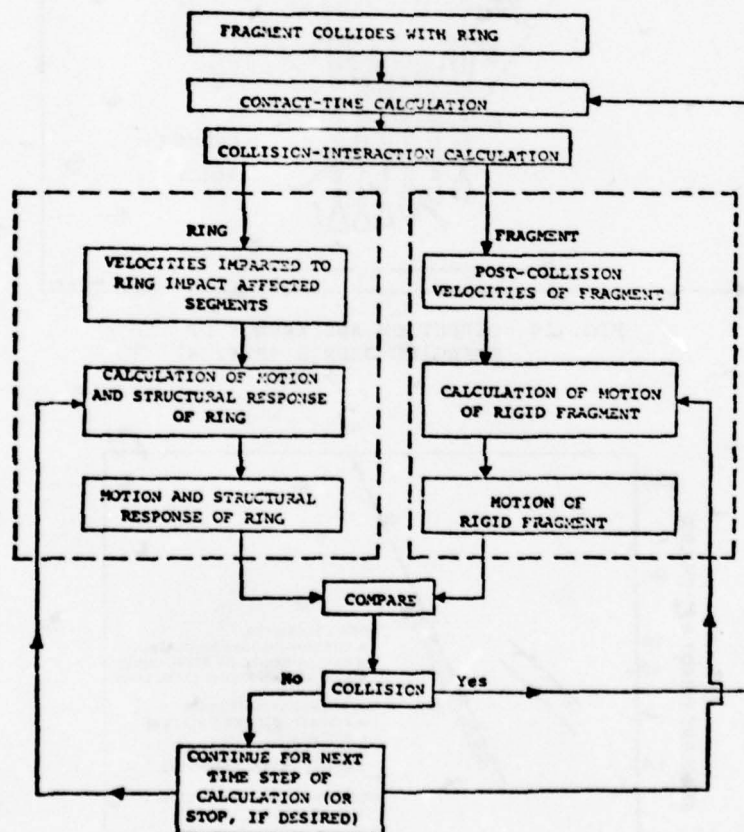 FRAGMENT COLLIDES WITH RING
CONTACT-TIME CALCULATION
COLLISION-INTERACTION CALCULATION
RING
FRAGMENT
VELOCITIES IMPARTED TO
RING IMPACT AFFECTED
SEGMENTS
POST-COLLISION
VELOCITIES OF FRAGMENT
CALCULATION OF MOTION
AND STRUCTURAL RESPONSE
OF RING
CALCULATION OF MOTION
OF RIGID FRAGMENT
MOTION AND STRUCTURAL
RESPONSE OF RING
MOTION OF
RIGID FRAGMENT
COMPARE
No
COLLISION
Yes
CONTINUE FOR NEXT
TIME STEP OF
CALCULATION (OR
STOP, IF DESIRED)